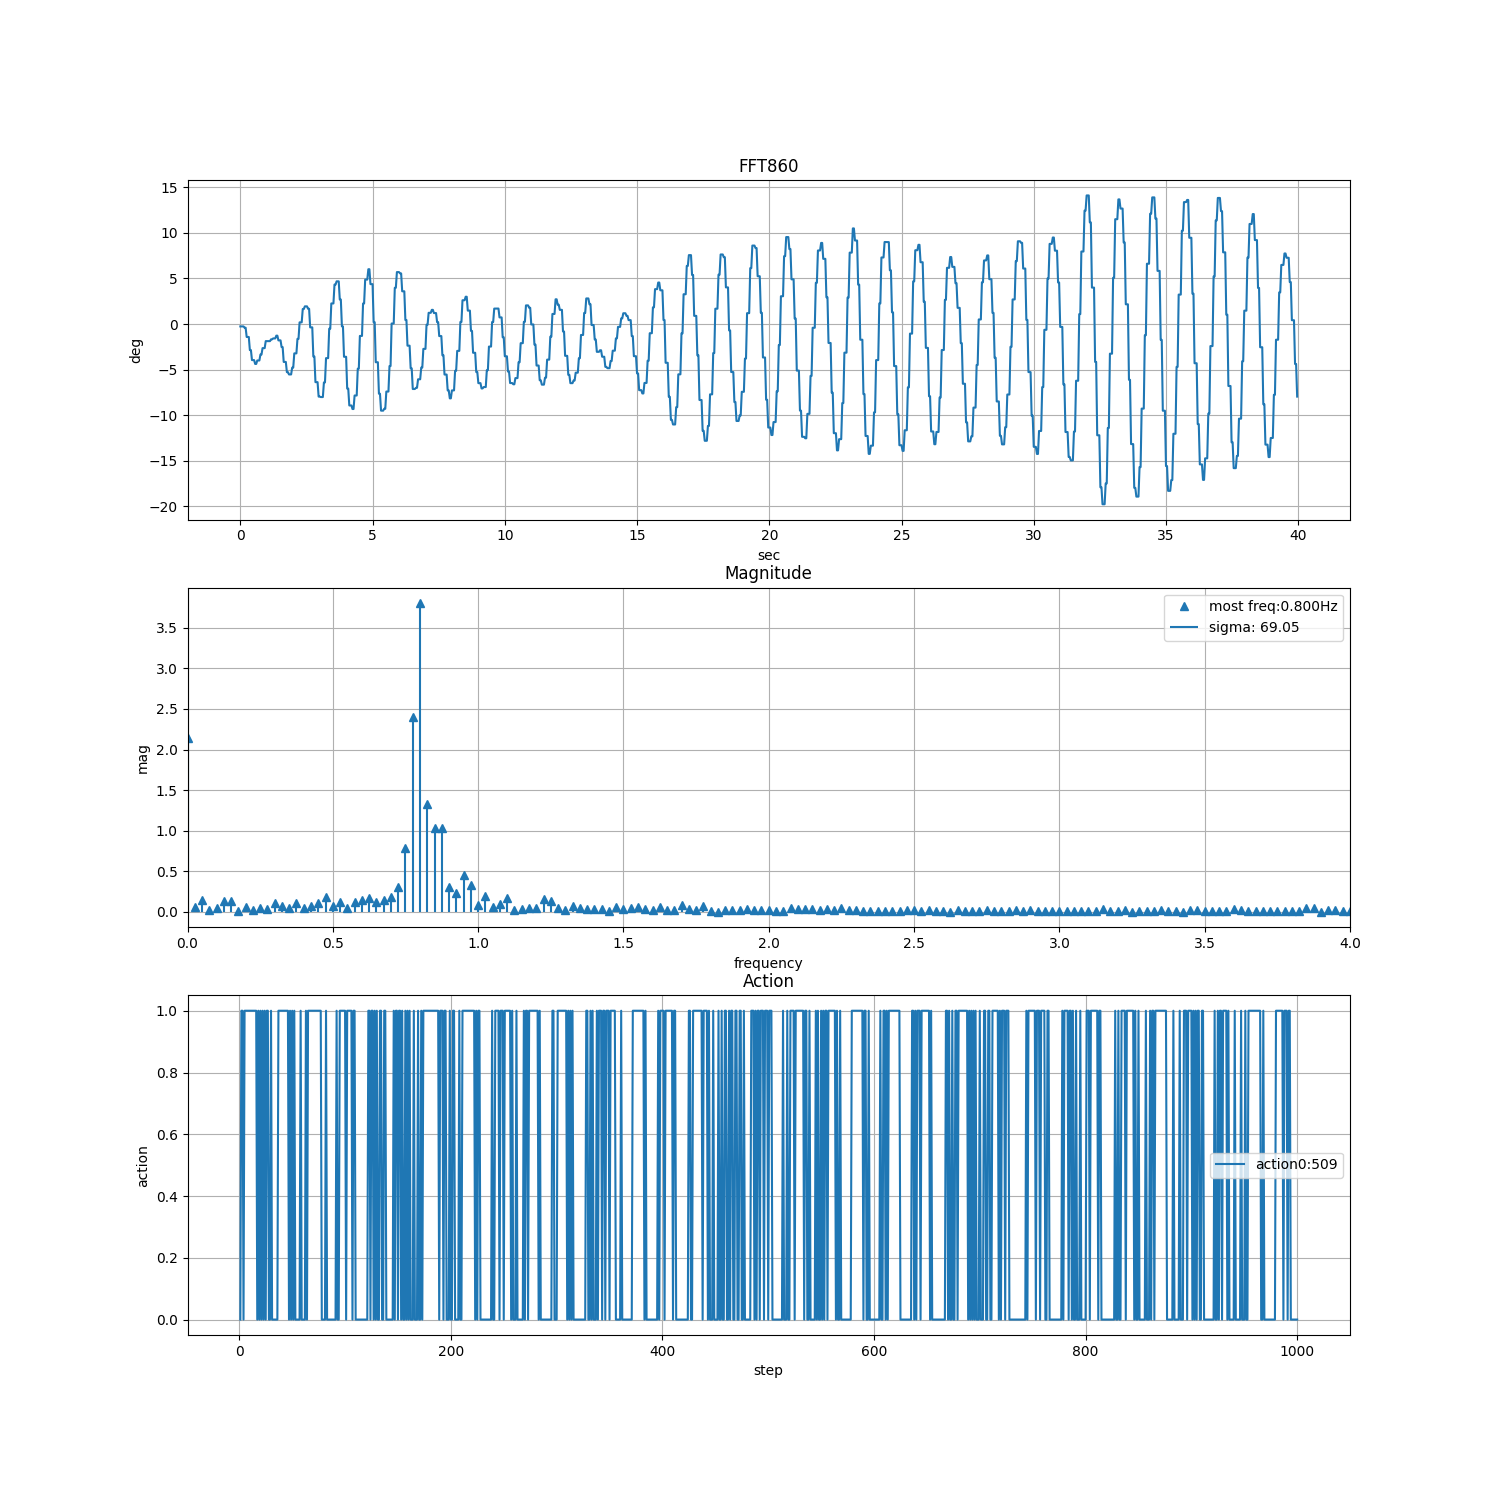 FFT860
15
10
5
0
−5
−10
−15
−20
deg
0 5 10 15 20 25 30 35 40
sec
Magnitude
most freq:0.800Hz
sigma: 69.05
3.5
3.0
2.5
2.0
1.5
1.0
0.5
0.0
mag
0.0 0.5 1.0 1.5 2.0 2.5 3.0 3.5 4.0
frequency
Action
1.0
0.8
0.6
0.4
0.2
0.0
action
action0:509
0 200 400 600 800 1000
step